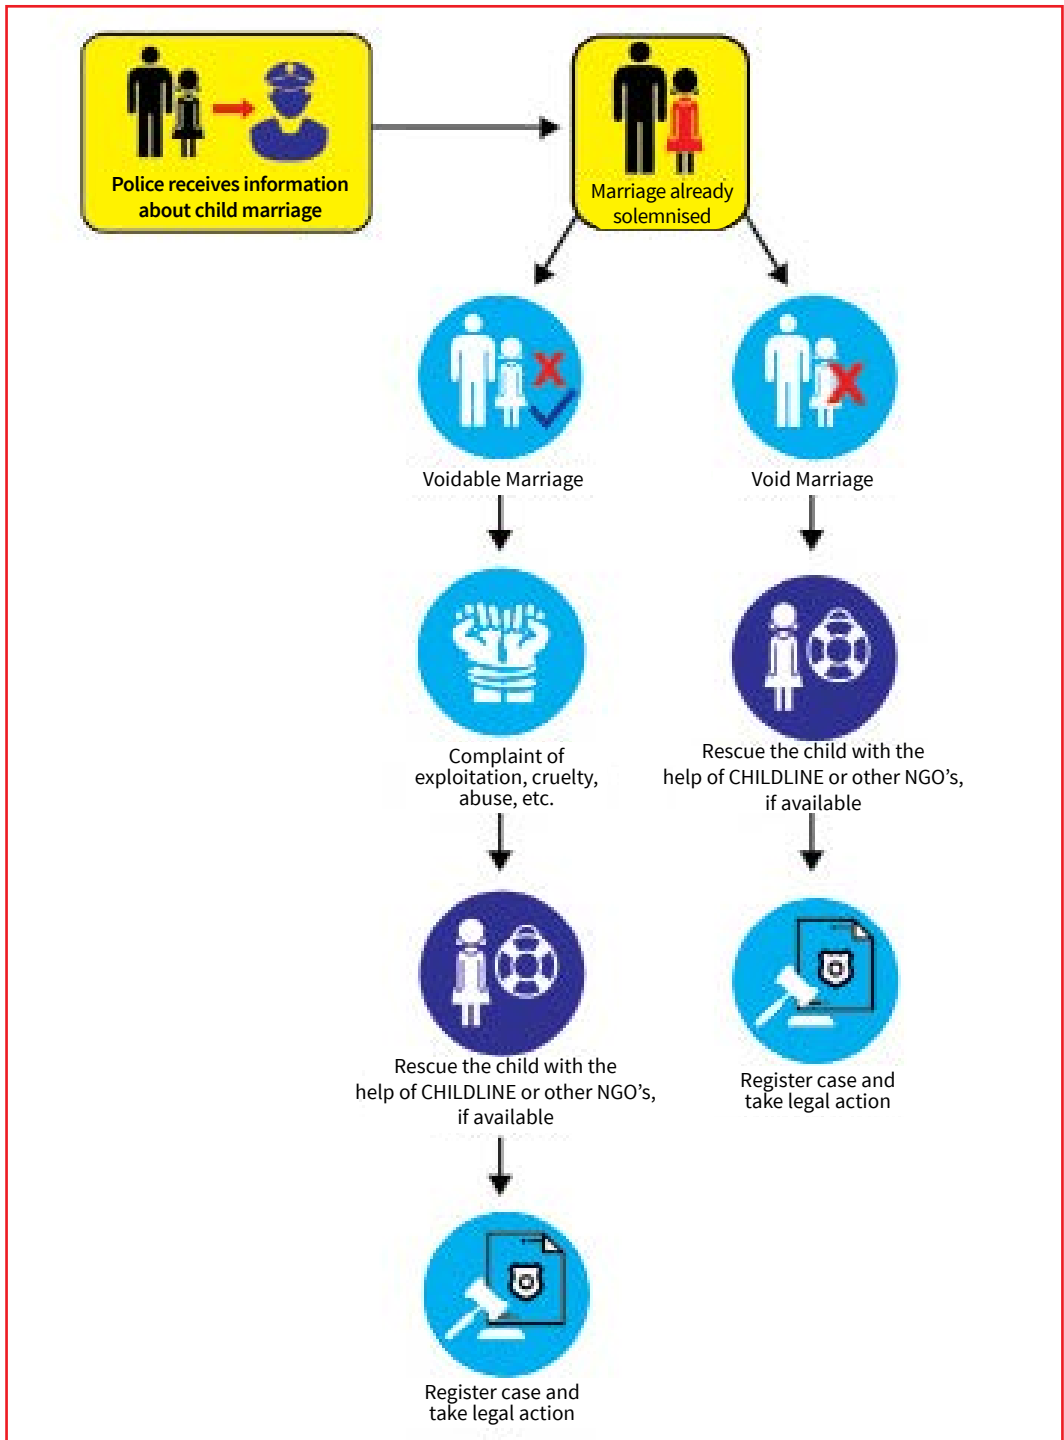 Police receives information
about child marriage
Marriage already
solemnised
Voidable Marriage
Void Marriage
Complaint of
exploitation, cruelty,
abuse, etc.
Rescue the child with the
help of CHILDLINE or other NGO's,
if available
Rescue the child with the
help of CHILDLINE or other NGO's,
if available
Register case and
take legal action
Register case and
take legal action